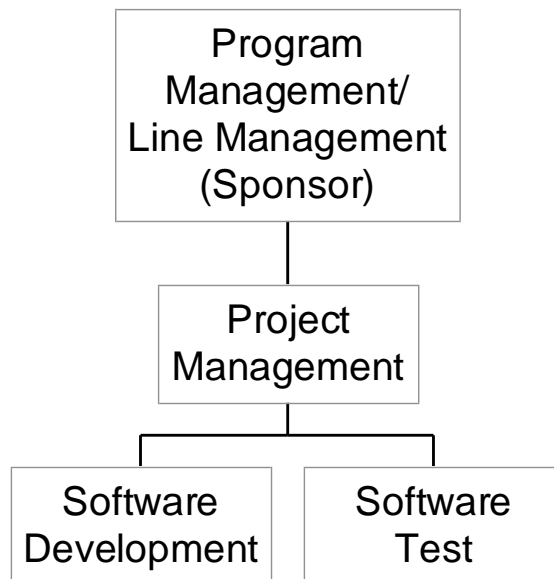 Program
Management/
Line Management
(Sponsor)
Project
Management
Software
Development
Software
Test